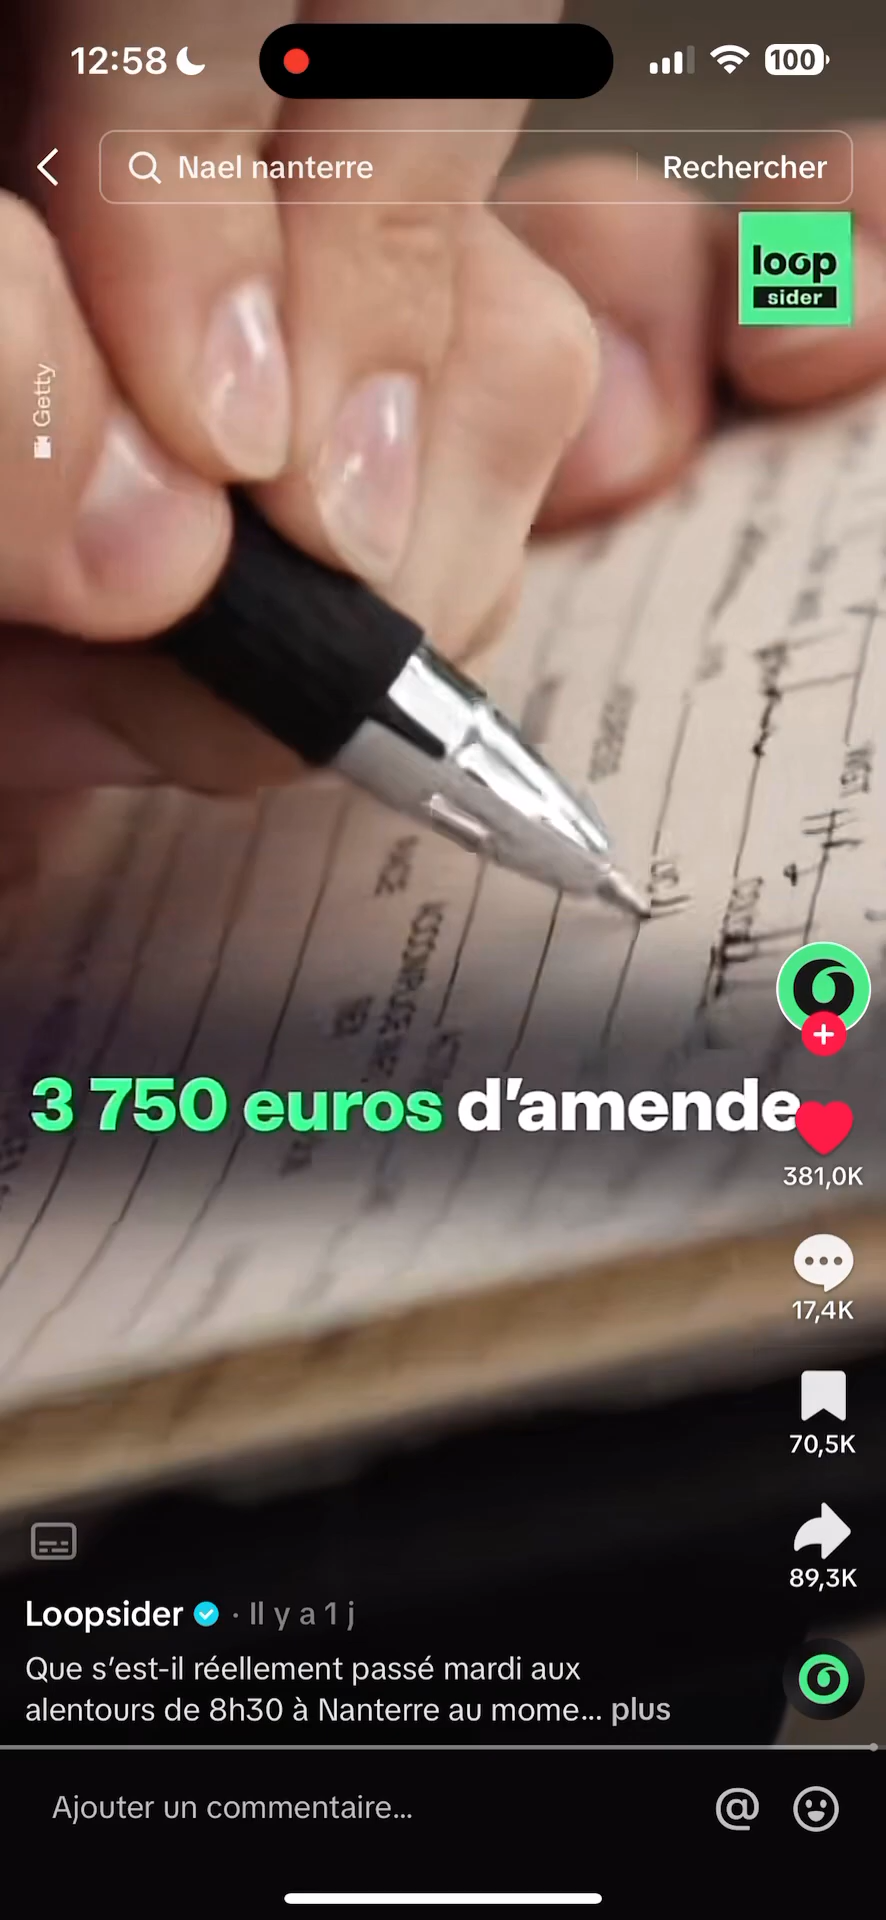 12:58
100
Nael nanterre
Rechercher
loop
sider
Getty
3 750 euros d’amende
381,0K
17,4K
70,5K
89,3K
Loopsider · Il y a 1 j
Que s’est-il réellement passé mardi aux
alentours de 8h30 à Nanterre au mome... plus
Ajouter un commentaire...
@